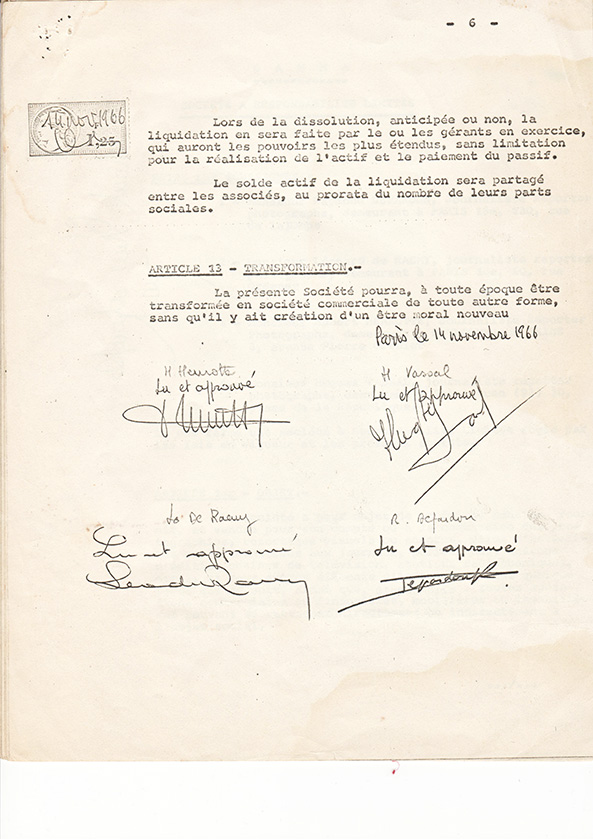 - 6 -
14 nov 1966
1,25
Lors de la dissolution, anticipée ou non, la
liquidation en sera faite par le ou les gérants en exercice,
qui auront les pouvoirs les plus étendus, sans limitation
pour la réalisation de l'actif et le paiement du passif.
Le solde actif de la liquidation sera partagé
entre les associés, au prorata du nombre de leurs parts
sociales.
ARTICLE 13 - TRANSFORMATION.-
La présente Société pourra, à toute époque être
transformée en société commerciale de toute autre forme,
sans qu'il y ait création d'un être moral nouveau
Paris le 14 novembre 1966
H Henrotte
Lu et approuvé
H Vassal
Lu et approuvé
De Raemy
Lu et approuvé
R.
Lu et aprouvé